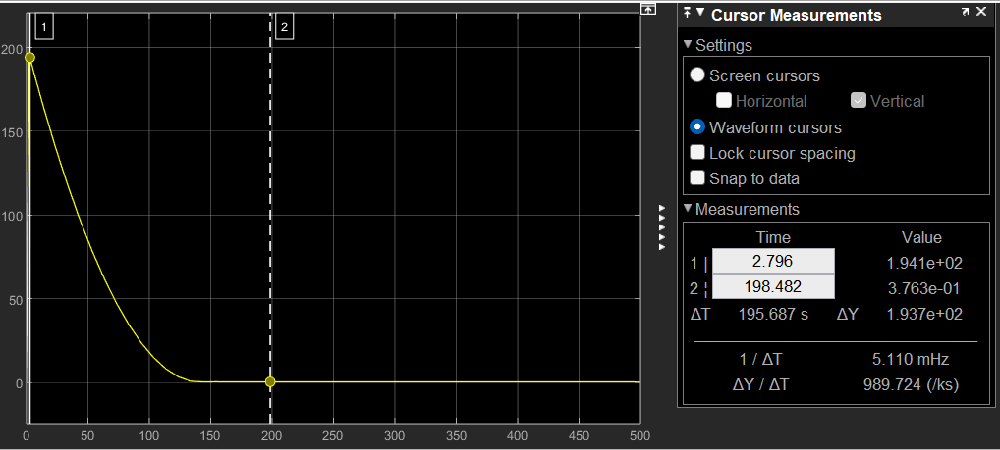 1
2
200
150
100
50
0
0 50 100 150 200 250 300 350 400 450 500
Cursor Measurements
Settings
Screen cursors
Horizontal Vertical
Waveform cursors
Lock cursor spacing
Snap to data
Measurements
Time Value
1 | 2.796 1.941e+02
2 ¦ 198.482 3.763e-01
ΔT 195.687 s ΔY 1.937e+02
1 / ΔT 5.110 mHz
ΔY / ΔT 989.724 (/ks)